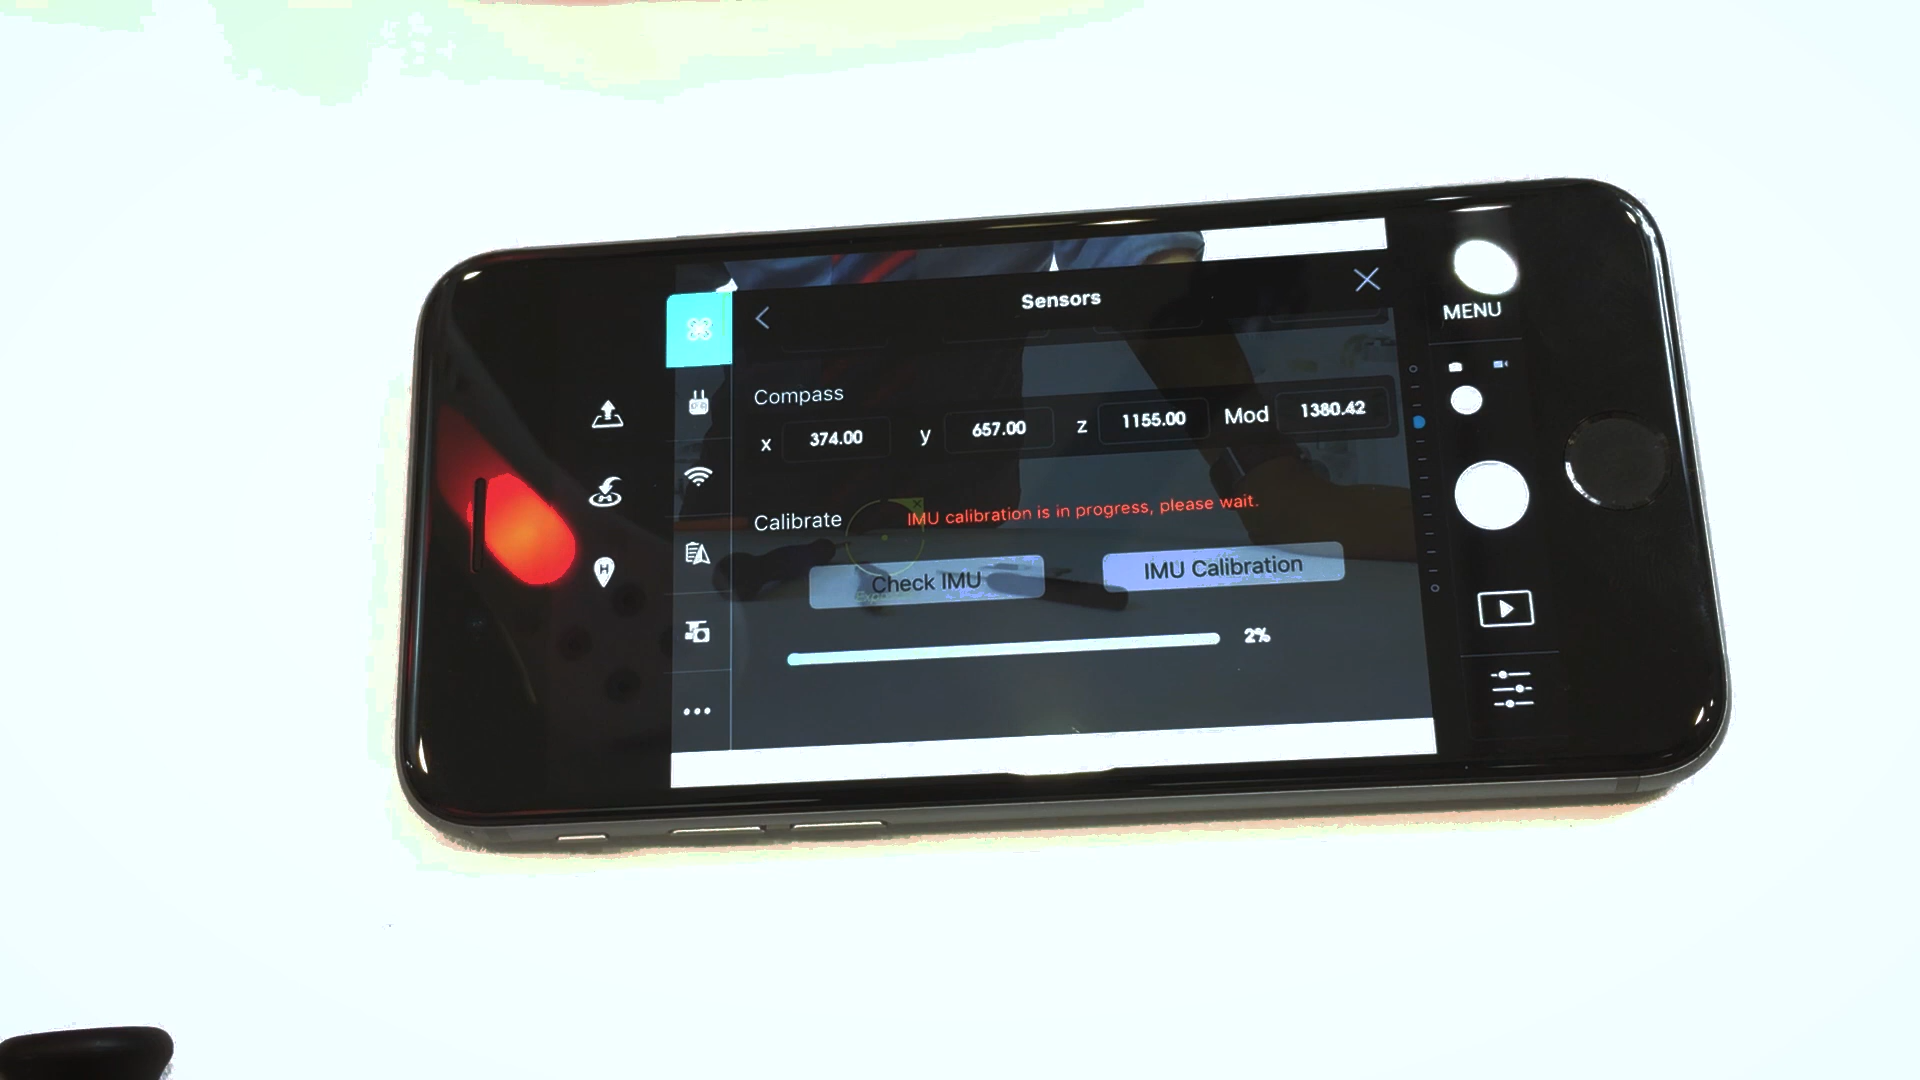 Sensors
MENU
Compass
x 374.00 y 657.00 z 1155.00 Mod 1380.42
Calibrate IMU calibration is in progress, please wait.
Check IMU IMU Calibration
2%